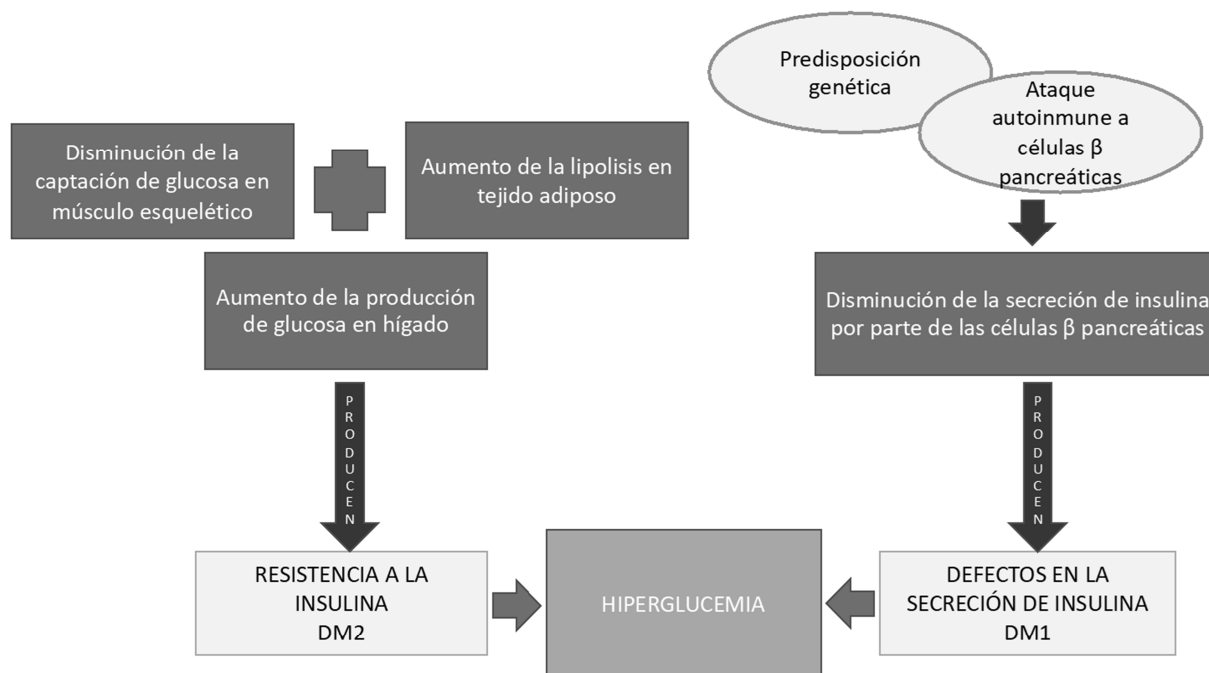 Predisposición
genética
Ataque
autoinmune a
células β
pancreáticas
Disminución de la
captación de glucosa en
músculo esquelético
Aumento de la lipolisis en
tejido adiposo
Aumento de la producción
de glucosa en hígado
Disminución de la secreción de insulina
por parte de las células β pancreáticas
PRODUCEN
PRODUCEN
RESISTENCIA A LA
INSULINA
DM2
HIPERGLUCEMIA
DEFECTOS EN LA
SECRECIÓN DE INSULINA
DM1